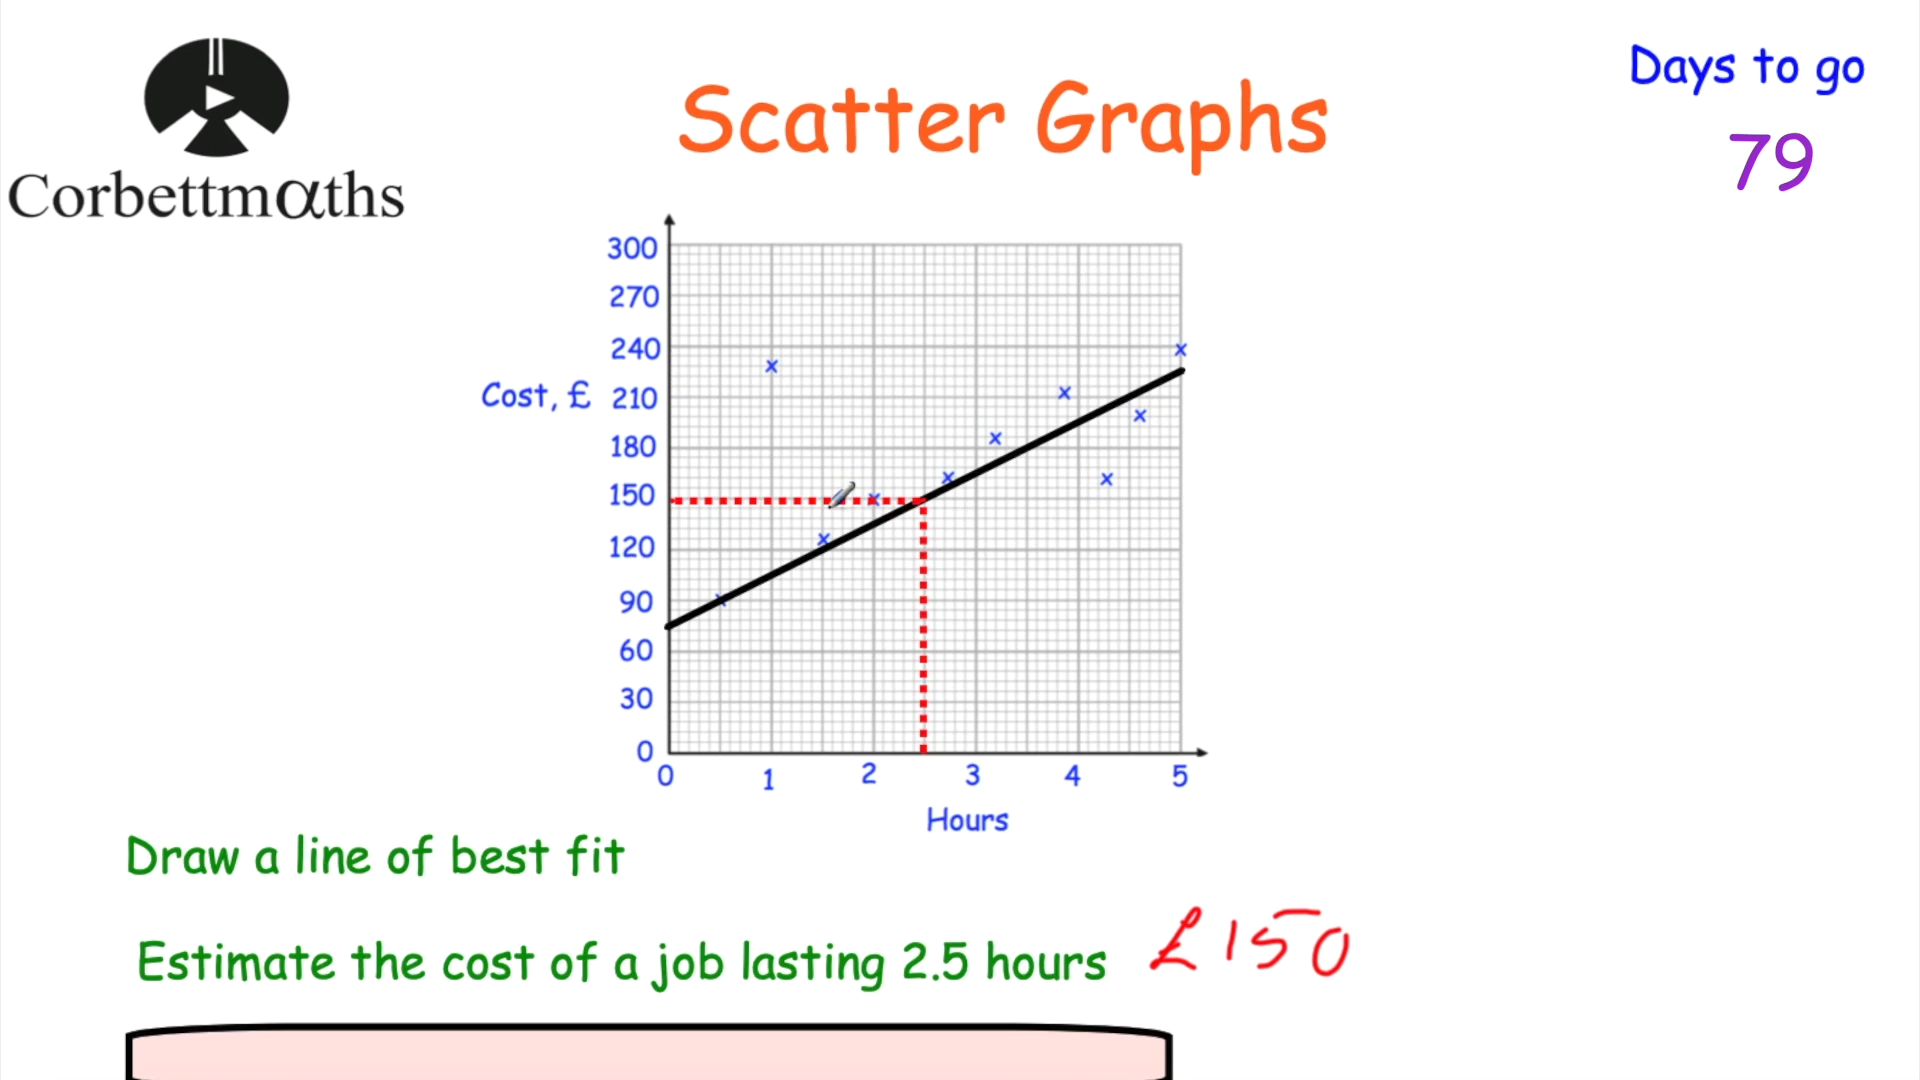 Corbettmαths
Scatter Graphs
Days to go
79
300
270
240
Cost, £ 210
180
150
120
90
60
30
0
0 1 2 3 4 5
Hours
Draw a line of best fit
Estimate the cost of a job lasting 2.5 hours £150